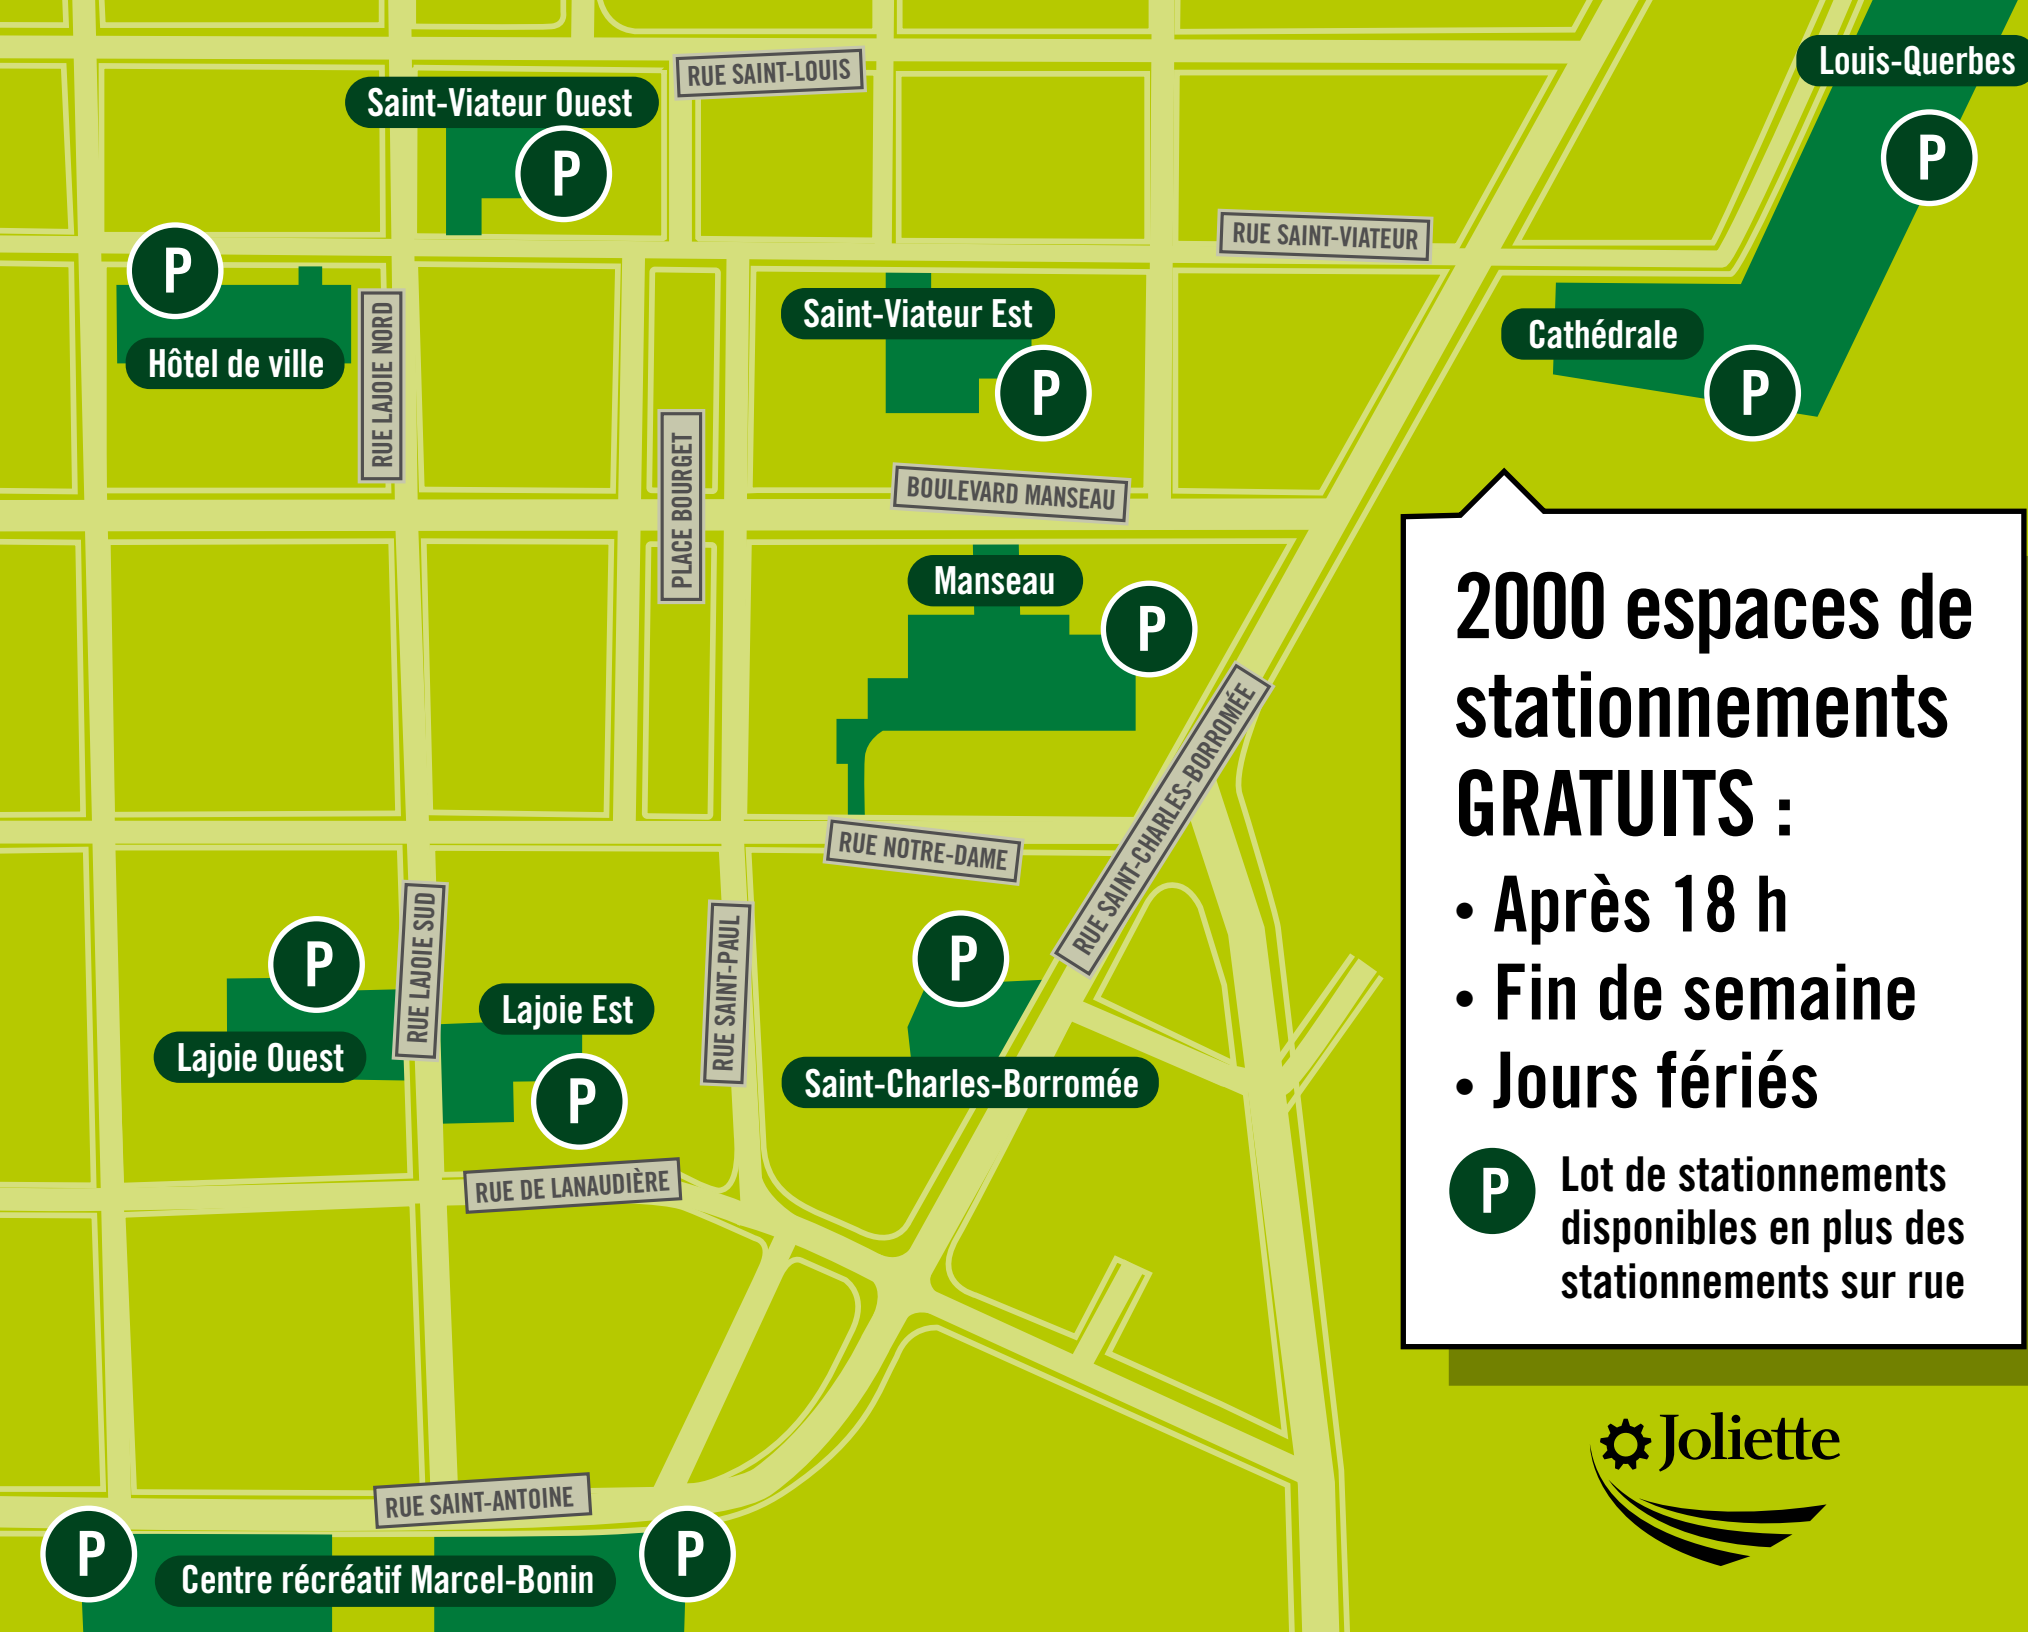 RUE SAINT-LOUIS
Louis-Querbes
P
Saint-Viateur Ouest
P
RUE SAINT-VIATEUR
P
Hôtel de ville
RUE LAJOIE NORD
Saint-Viateur Est
P
Cathédrale
P
PLACE BOURGET
BOULEVARD MANSEAU
Manseau
P
RUE SAINT-CHARLES-BORROMÉE
RUE NOTRE-DAME
P
Lajoie Ouest
RUE LAJOIE SUD
Lajoie Est
P
RUE SAINT-PAUL
P
Saint-Charles-Borromée
RUE DE LANAUDIÈRE
RUE SAINT-ANTOINE
P
Centre récréatif Marcel-Bonin
P
2000 espaces de
stationnements
GRATUITS :
• Après 18 h
• Fin de semaine
• Jours fériés
P
Lot de stationnements
disponibles en plus des
stationnements sur rue
Joliette